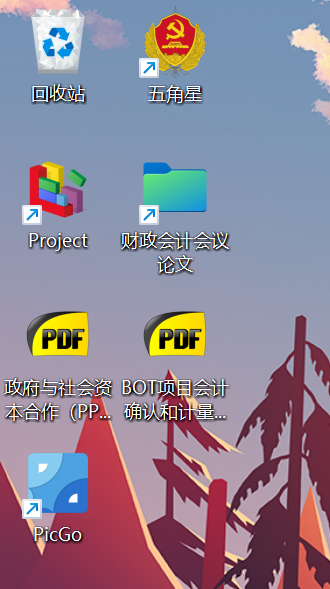 回收站
五角星
Project
财政会计会议
论文
PDF
PDF
政府与社会资
本合作（PP...
BOT项目会计
确认和计量...
PicGo